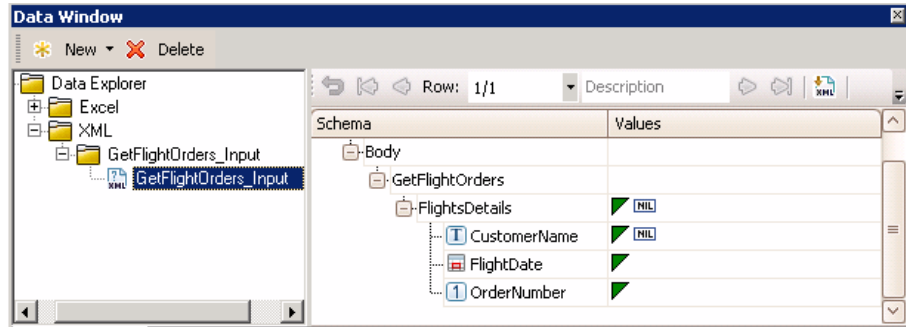 Data Window
New Delete
Data Explorer
Excel
XML
GetFlightOrders_Input
GetFlightOrders_Input
Row: 1/1 Description
XML
Schema Values
Body
GetFlightOrders
FlightsDetails NIL
T CustomerName NIL
FlightDate
1 OrderNumber